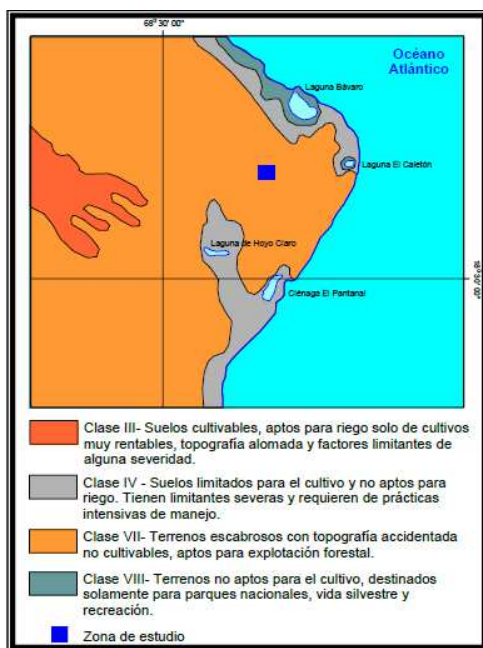 68° 30' 00"
Océano
Atlántico
Laguna Bávaro
Laguna El Caletón
Laguna de Hoyo Claro
18° 30' 00"
Ciénaga El Pantanal
Clase III- Suelos cultivables, aptos para riego solo de cultivos
muy rentables, topografía alomada y factores limitantes de
alguna severidad.
Clase IV - Suelos limitados para el cultivo y no aptos para
riego. Tienen limitantes severas y requieren de prácticas
intensivas de manejo.
Clase VII- Terrenos escabrosos con topografía accidentada
no cultivables, aptos para explotación forestal.
Clase VIII- Terrenos no aptos para el cultivo, destinados
solamente para parques nacionales, vida silvestre y
recreación.
Zona de estudio